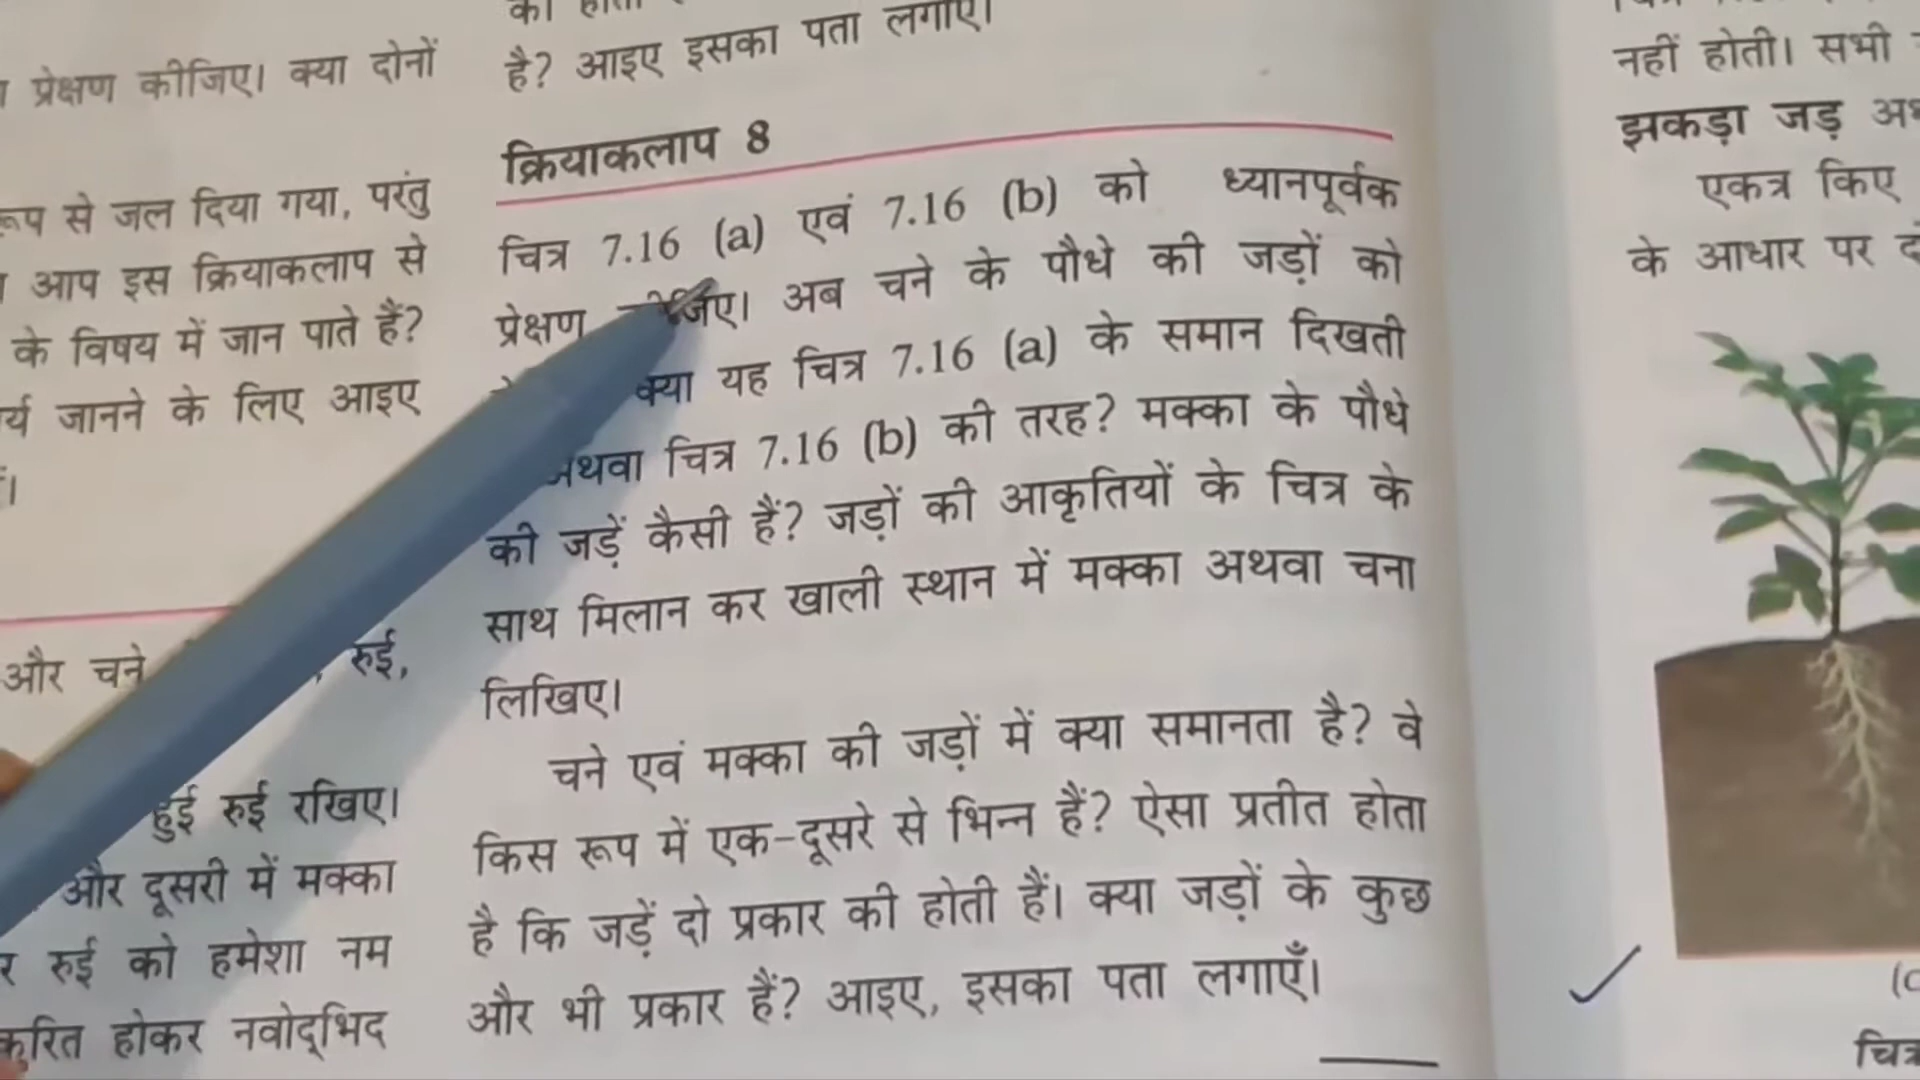 प्रेक्षण कीजिए। क्या दोनों
रूप से जल दिया गया, परंतु
आप इस क्रियाकलाप से
के विषय में जान पाते हैं?
जानने के लिए आइए
और चने
रुई,
हुई रुई रखिए।
और दूसरी में मक्का
रुई को हमेशा नम
होकर नवोद्भिद
है? आइए इसका पता लगाएँ।
क्रियाकलाप 8
चित्र 7.16 (a) एवं 7.16 (b) को ध्यानपूर्वक
प्रेक्षण कीजिए। अब चने के पौधे की जड़ों को
क्या यह चित्र 7.16 (a) के समान दिखती
अथवा चित्र 7.16 (b) की तरह? मक्का के पौधे
की जड़ें कैसी हैं? जड़ों की आकृतियों के चित्र के
साथ मिलान कर खाली स्थान में मक्का अथवा चना
लिखिए।
चने एवं मक्का की जड़ों में क्या समानता है? वे
किस रूप में एक-दूसरे से भिन्न हैं? ऐसा प्रतीत होता
है कि जड़ें दो प्रकार की होती हैं। क्या जड़ों के कुछ
और भी प्रकार हैं? आइए, इसका पता लगाएँ।
नहीं होती। सभी
झकड़ा जड़
एकत्र किए
के आधार पर